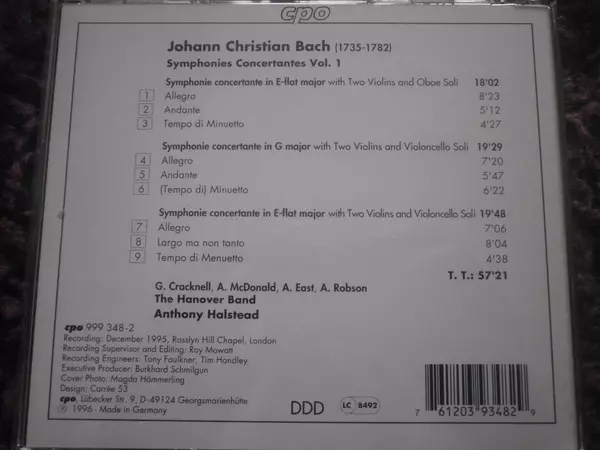 cpo
Johann Christian Bach (1735-1782)
Symphonies Concertantes Vol. 1
Symphonie concertante in E-flat major with Two Violins and Oboe Soli 18'02
1 Allegro 8'23
2 Andante 5'12
3 Tempo di Minuetto 4'27
Symphonie concertante in G major with Two Violins and Violoncello Soli 19'29
4 Allegro 7'20
5 Andante 5'47
6 (Tempo di) Minuetto 6'22
Symphonie concertante in E-flat major with Two Violins and Violoncello Soli 19'48
7 Allegro 7'06
8 Largo ma non tanto 8'04
9 Tempo di Menuetto 4'38
T. T.: 57'21
G. Cracknell, A. McDonald, A. East, A. Robson
The Hanover Band
Anthony Halstead
cpo 999 348-2
Recording: December 1995, Rosslyn Hill Chapel, London
Recording Supervisor and Editing: Roy Mowatt
Recording Engineers: Tony Faulkner, Tim Handley
Executive Producer: Burkhard Schmilgun
Cover Photo: Magda Hämmerling
Design: Carrée 53
cpo, Lübecker Str. 9, D-49124 Georgsmarienhütte
℗ 1996 - Made in Germany
DDD
LC 8492
7 61203 93482 9